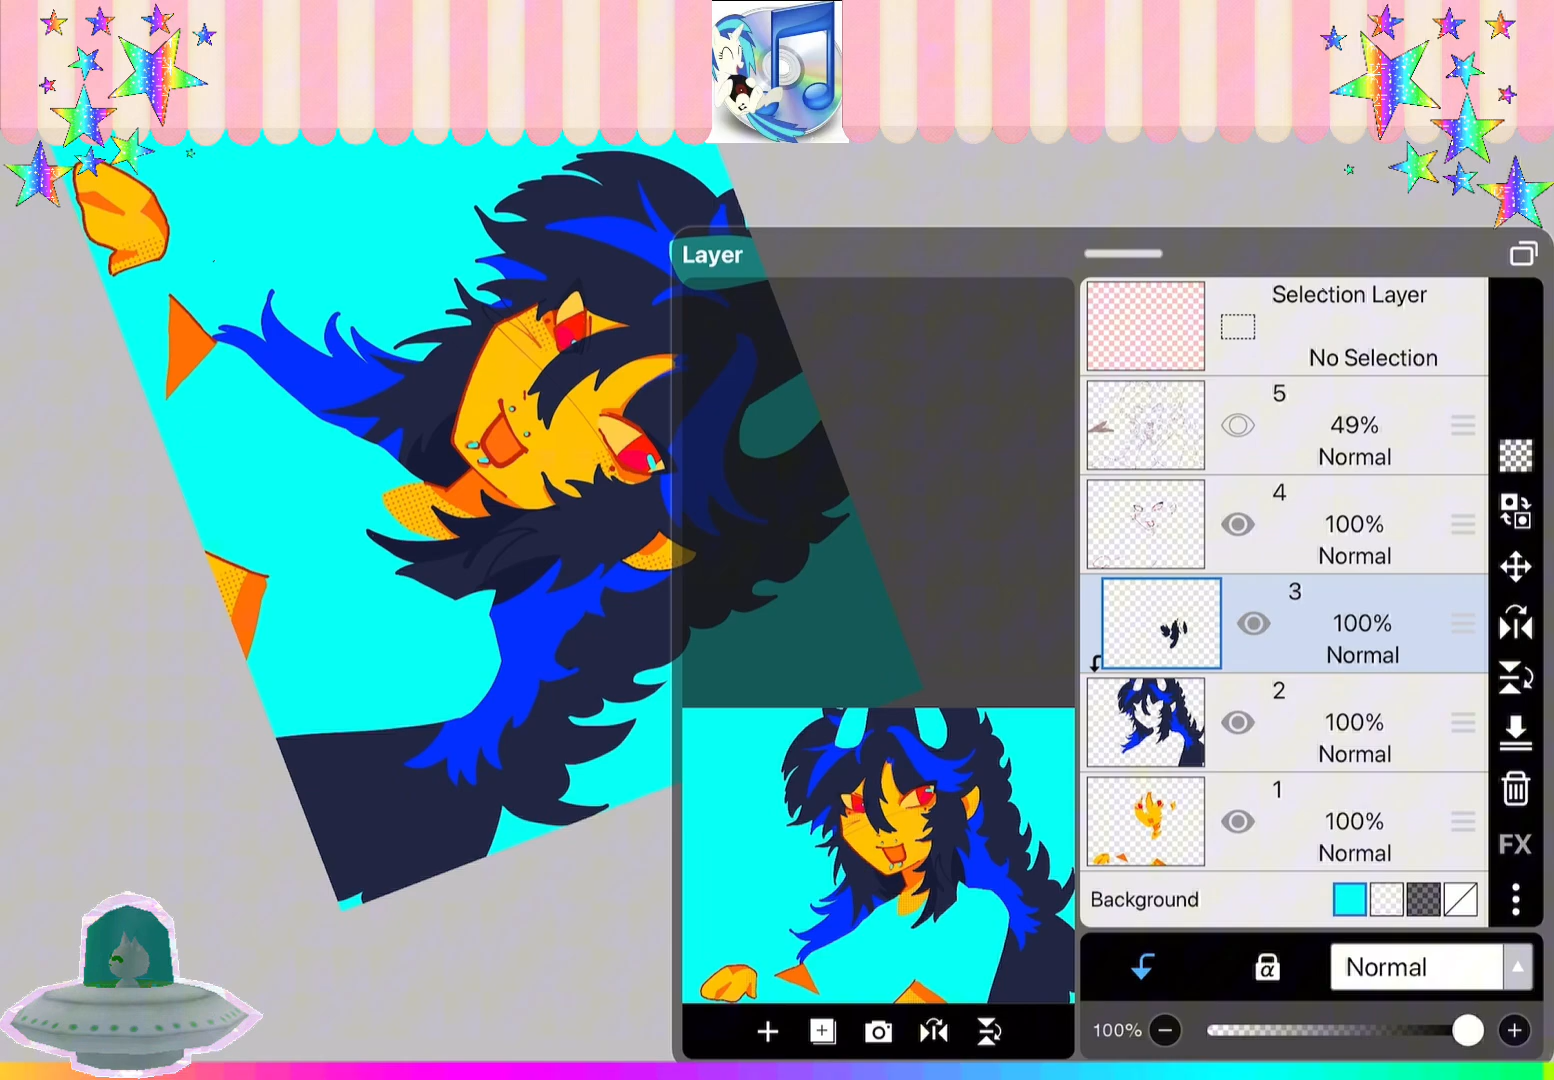 Layer
Selection Layer
No Selection
5
49%
Normal
4
100%
Normal
3
100%
Normal
2
100%
Normal
1
100%
Normal
Background
FX
α
Normal
100%